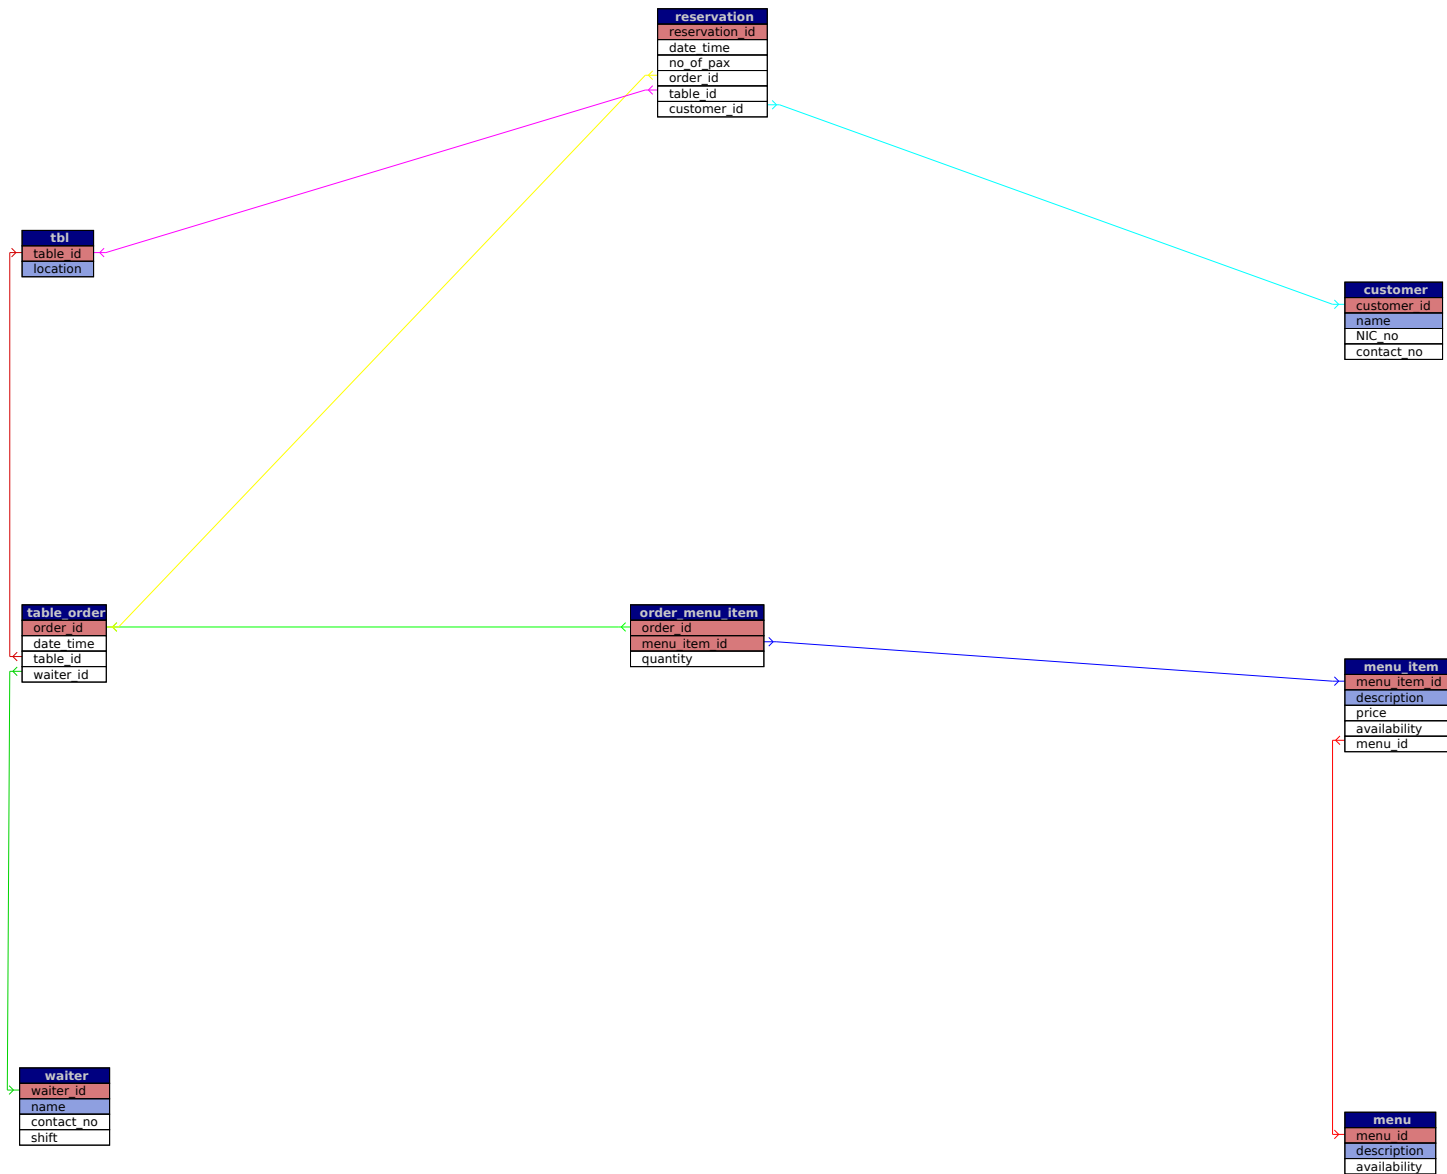 reservation
reservation_id
date_time
no_of_pax
order_id
table_id
customer_id
tbl
table_id
location
customer
customer_id
name
NIC_no
contact_no
table_order
order_id
date_time
table_id
waiter_id
order_menu_item
order_id
menu_item_id
quantity
menu_item
menu_item_id
description
price
availability
menu_id
waiter
waiter_id
name
contact_no
shift
menu
menu_id
description
availability